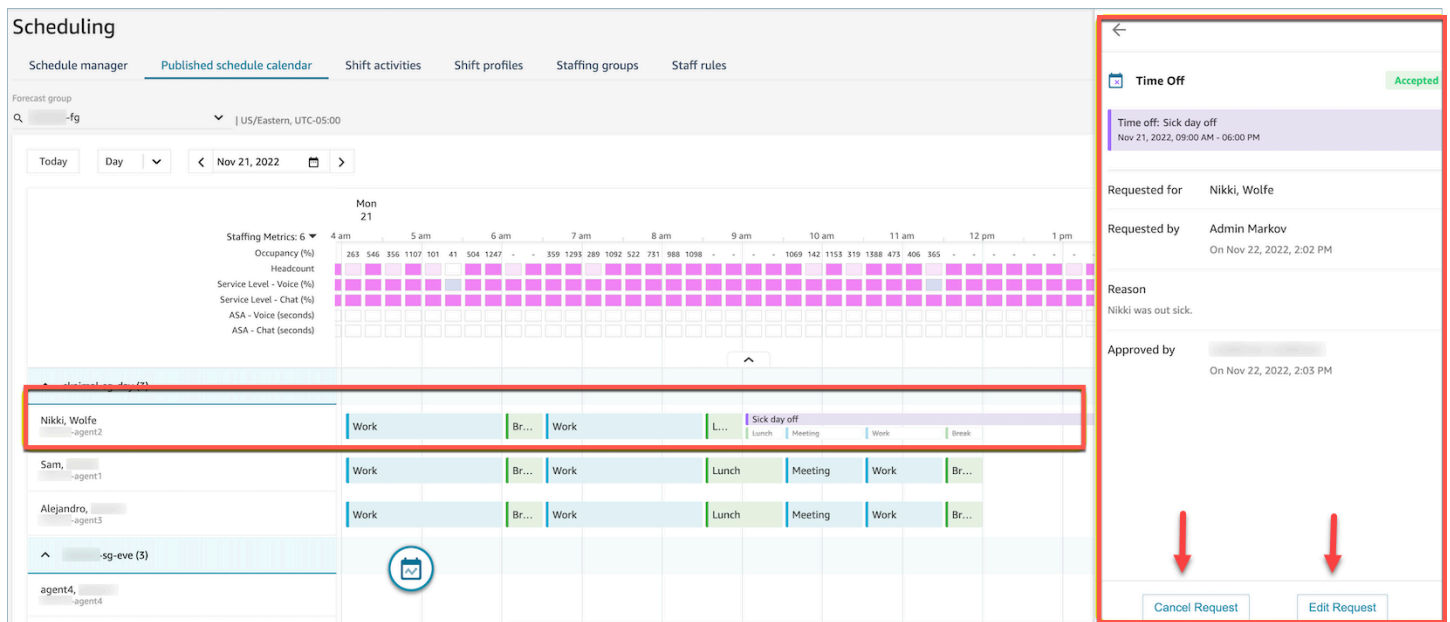 Scheduling
Schedule manager Published schedule calendar Shift activities Shift profiles Staffing groups Staff rules
Forecast group
-fg | US/Eastern, UTC-05:00
Today Day Nov 21, 2022
Mon
21
Staffing Metrics: 6 4 am 5 am 6 am 7 am 8 am 9 am 10 am 11 am 12 pm 1 pm
Occupancy (%) 263 546 356 1107 101 41 504 1247 - - 359 1293 289 1092 522 731 988 1098 - - - - 1069 142 1153 319 1388 473 406 365 - - - - - - -
Headcount
Service Level - Voice (%)
Service Level - Chat (%)
ASA - Voice (seconds)
ASA - Chat (seconds)
Nikki, Wolfe
-agent2
Work Br... Work L... Sick day off
Lunch Meeting Work Break
Sam,
-agent1
Work Br... Work Lunch Meeting Work Br...
Alejandro,
-agent3
Work Br... Work Lunch Meeting Work Br...
-sg-eve (3)
agent4,
-agent4
Time Off Accepted
Time off: Sick day off
Nov 21, 2022, 09:00 AM - 06:00 PM
Requested for Nikki, Wolfe
Requested by Admin Markov
On Nov 22, 2022, 2:02 PM
Reason
Nikki was out sick.
Approved by
On Nov 22, 2022, 2:03 PM
Cancel Request Edit Request